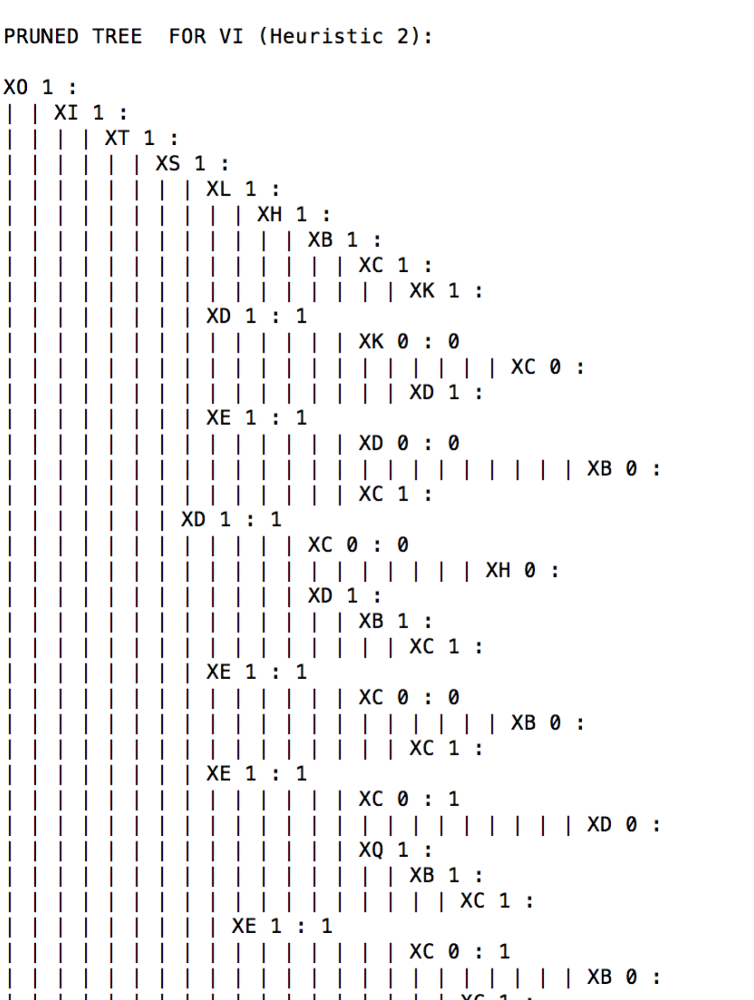 PRUNED TREE  FOR VI (Heuristic 2):
XO 1 :
| | XI 1 :
| | | | XT 1 :
| | | | | | XS 1 :
| | | | | | | | XL 1 :
| | | | | | | | | | XH 1 :
| | | | | | | | | | | | XB 1 :
| | | | | | | | | | | | | | XC 1 :
| | | | | | | | | | | | | | | | XK 1 :
| | | | | | | | XD 1 : 1
| | | | | | | | | | | | | | XK 0 : 0
| | | | | | | | | | | | | | | | | | | | XC 0 :
| | | | | | | | | | | | | | | | XD 1 :
| | | | | | | | XE 1 : 1
| | | | | | | | | | | | | | XD 0 : 0
| | | | | | | | | | | | | | | | | | | | | | | XB 0 :
| | | | | | | | | | | | | | XC 1 :
| | | | | | | XD 1 : 1
| | | | | | | | | | | | XC 0 : 0
| | | | | | | | | | | | | | | | | | | XH 0 :
| | | | | | | | | | | | XD 1 :
| | | | | | | | | | | | | | XB 1 :
| | | | | | | | | | | | | | | | XC 1 :
| | | | | | | | XE 1 : 1
| | | | | | | | | | | | | | XC 0 : 0
| | | | | | | | | | | | | | | | | | | | XB 0 :
| | | | | | | | | | | | | | | | XC 1 :
| | | | | | | | XE 1 : 1
| | | | | | | | | | | | | | XC 0 : 1
| | | | | | | | | | | | | | | | | | | | | | | XD 0 :
| | | | | | | | | | | | | | XQ 1 :
| | | | | | | | | | | | | | | | XB 1 :
| | | | | | | | | | | | | | | | | | XC 1 :
| | | | | | | | | XE 1 : 1
| | | | | | | | | | | | | | | | XC 0 : 1
| | | | | | | | | | | | | | | | | | | | | | | XB 0 :